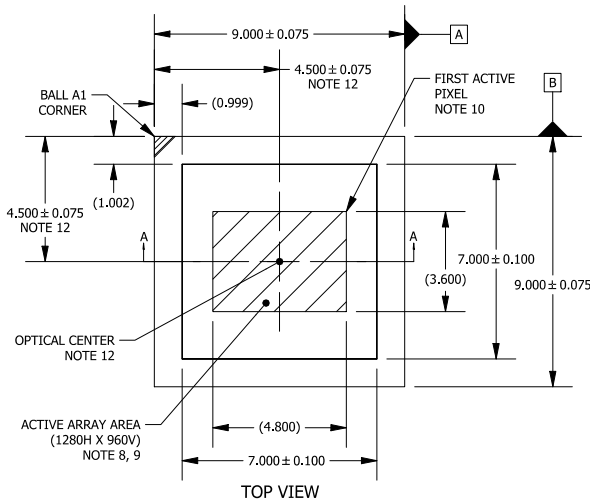 9.000 ± 0.075
A
4.500 ± 0.075
NOTE 12
FIRST ACTIVE
PIXEL
NOTE 10
BALL A1
CORNER
(0.999)
B
(1.002)
4.500 ± 0.075
NOTE 12
A
A
(3.600)
7.000 ± 0.100
9.000 ± 0.075
OPTICAL CENTER
NOTE 12
ACTIVE ARRAY AREA
(1280H X 960V)
NOTE 8, 9
(4.800)
7.000 ± 0.100
TOP VIEW